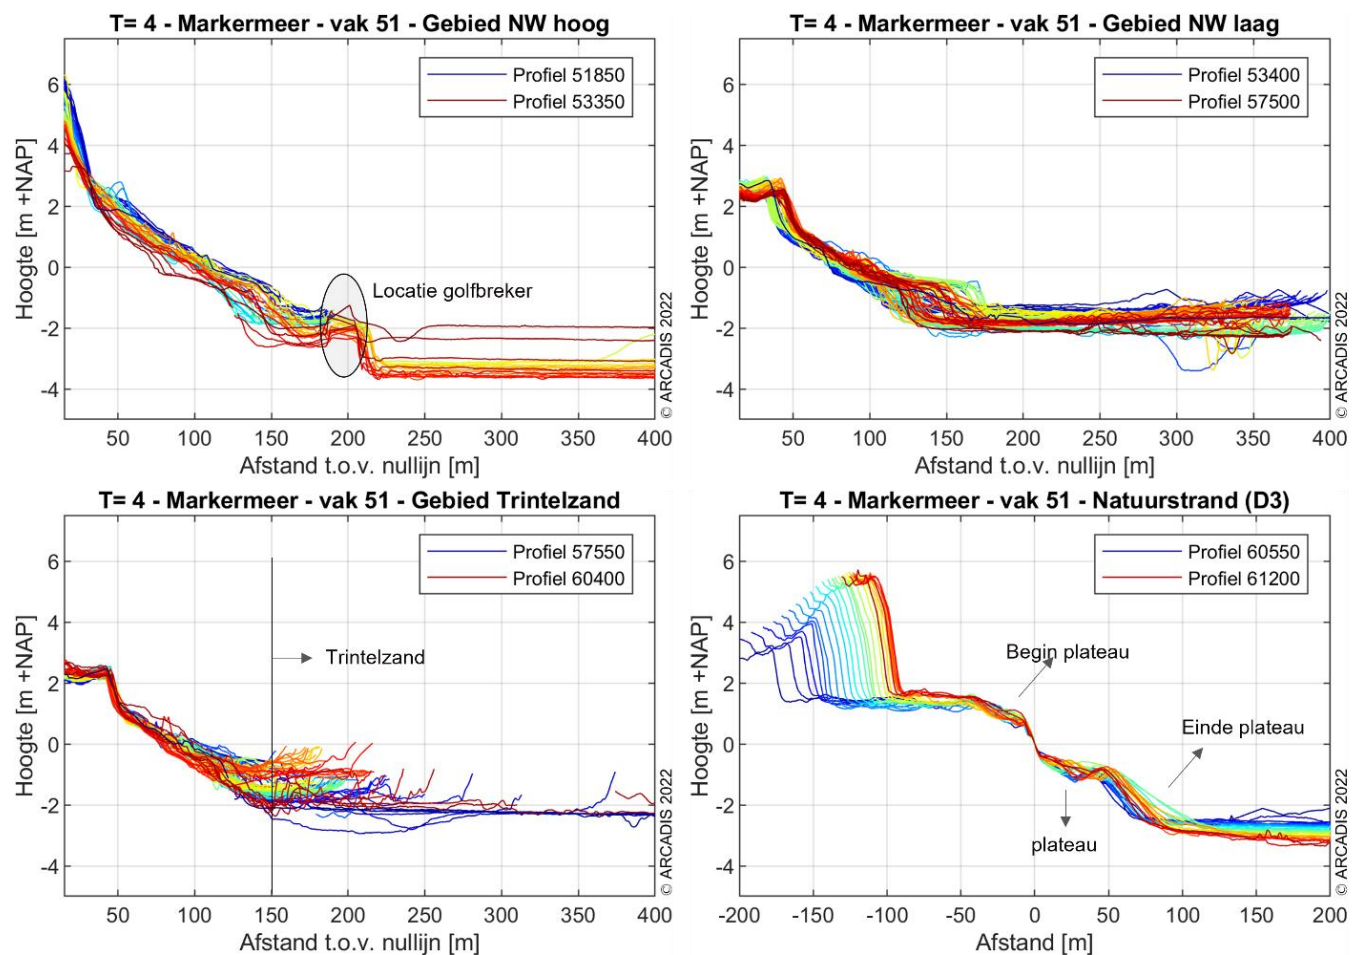 T= 4 - Markermeer - vak 51 - Gebied NW hoog
Hoogte [m +NAP]
6
4
2
0
-2
-4
Profiel 51850
Profiel 53350
Locatie golfbreker
50 100 150 200 250 300 350 400
Afstand t.o.v. nullijn [m]
© ARCADIS 2022
T= 4 - Markermeer - vak 51 - Gebied NW laag
Hoogte [m +NAP]
6
4
2
0
-2
-4
Profiel 53400
Profiel 57500
50 100 150 200 250 300 350 400
Afstand t.o.v. nullijn [m]
© ARCADIS 2022
T= 4 - Markermeer - vak 51 - Gebied Trintelzand
Hoogte [m +NAP]
6
4
2
0
-2
-4
Profiel 57550
Profiel 60400
Trintelzand
50 100 150 200 250 300 350 400
Afstand t.o.v. nullijn [m]
© ARCADIS 2022
T= 4 - Markermeer - vak 51 - Natuurstrand (D3)
Hoogte [m +NAP]
6
4
2
0
-2
-4
Profiel 60550
Profiel 61200
Begin plateau
Einde plateau
plateau
-200 -150 -100 -50 0 50 100 150 200
Afstand [m]
© ARCADIS 2022